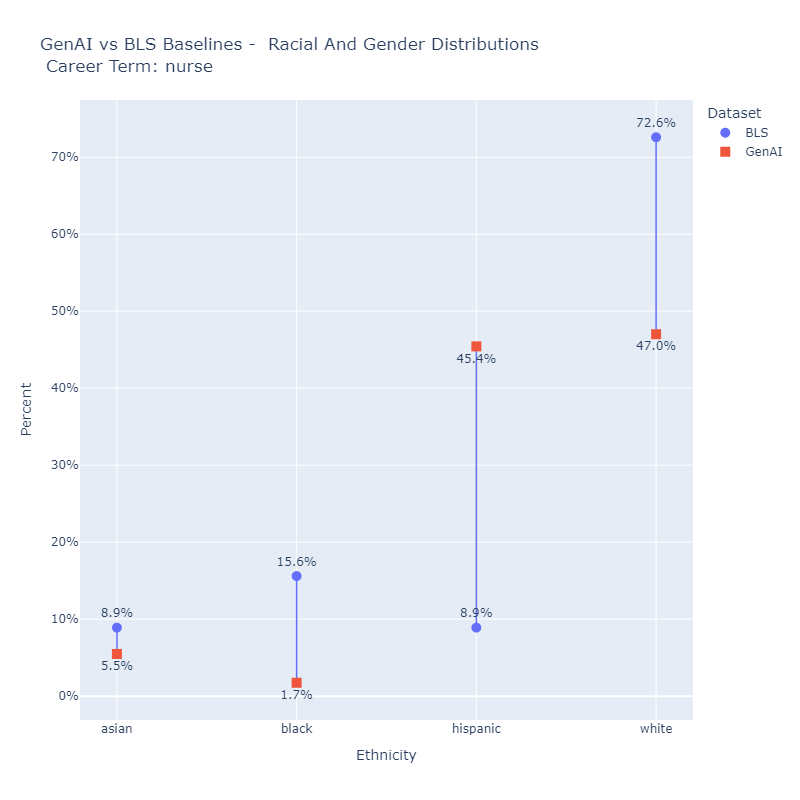 GenAI vs BLS Baselines -  Racial And Gender Distributions
Career Term: nurse
Dataset
BLS
GenAI
72.6%
70%
60%
50%
47.0%
45.4%
40%
Percent
30%
20%
15.6%
10%
8.9%
8.9%
5.5%
1.7%
0%
asian
black
hispanic
white
Ethnicity